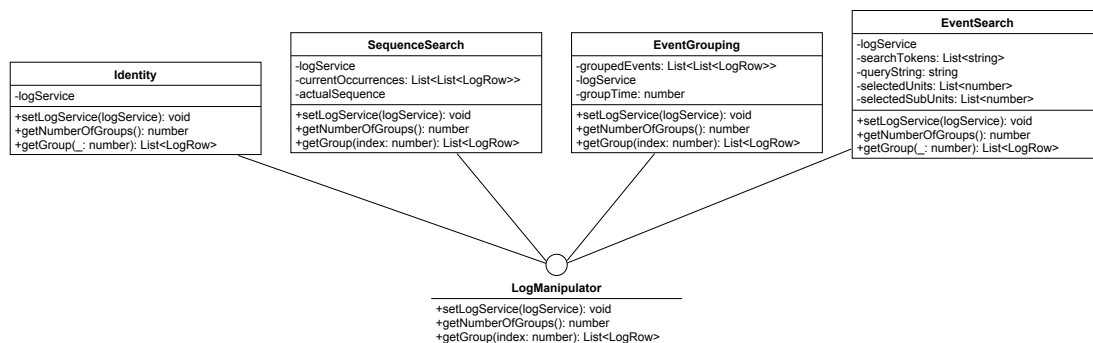 Identity
-logService
+setLogService(logService): void
+getNumberOfGroups(): number
+getGroup(_: number): List<LogRow>
SequenceSearch
-logService
-currentOccurrences: List<List<LogRow>>
-actualSequence
+setLogService(logService): void
+getNumberOfGroups(): number
+getGroup(index: number): List<LogRow>
EventGrouping
-groupedEvents: List<List<LogRow>>
-logService
-groupTime: number
+setLogService(logService): void
+getNumberOfGroups(): number
+getGroup(index: number): List<LogRow>
EventSearch
-logService
-searchTokens: List<string>
-queryString: string
-selectedUnits: List<number>
-selectedSubUnits: List<number>
+setLogService(logService): void
+getNumberOfGroups(): number
+getGroup(_: number): List<LogRow>
LogManipulator
+setLogService(logService): void
+getNumberOfGroups(): number
+getGroup(index: number): List<LogRow>